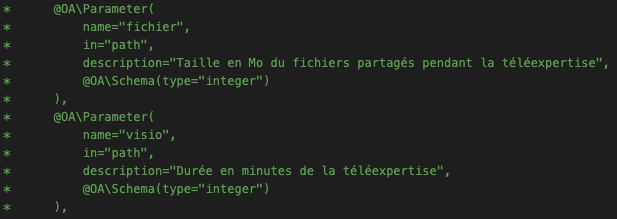 *      @OA\Parameter(
*          name="fichier",
*          in="path",
*          description="Taille en Mo du fichiers partagés pendant la téléexpertise",
*          @OA\Schema(type="integer")
*      ),
*      @OA\Parameter(
*          name="visio",
*          in="path",
*          description="Durée en minutes de la téléexpertise",
*          @OA\Schema(type="integer")
*      ),